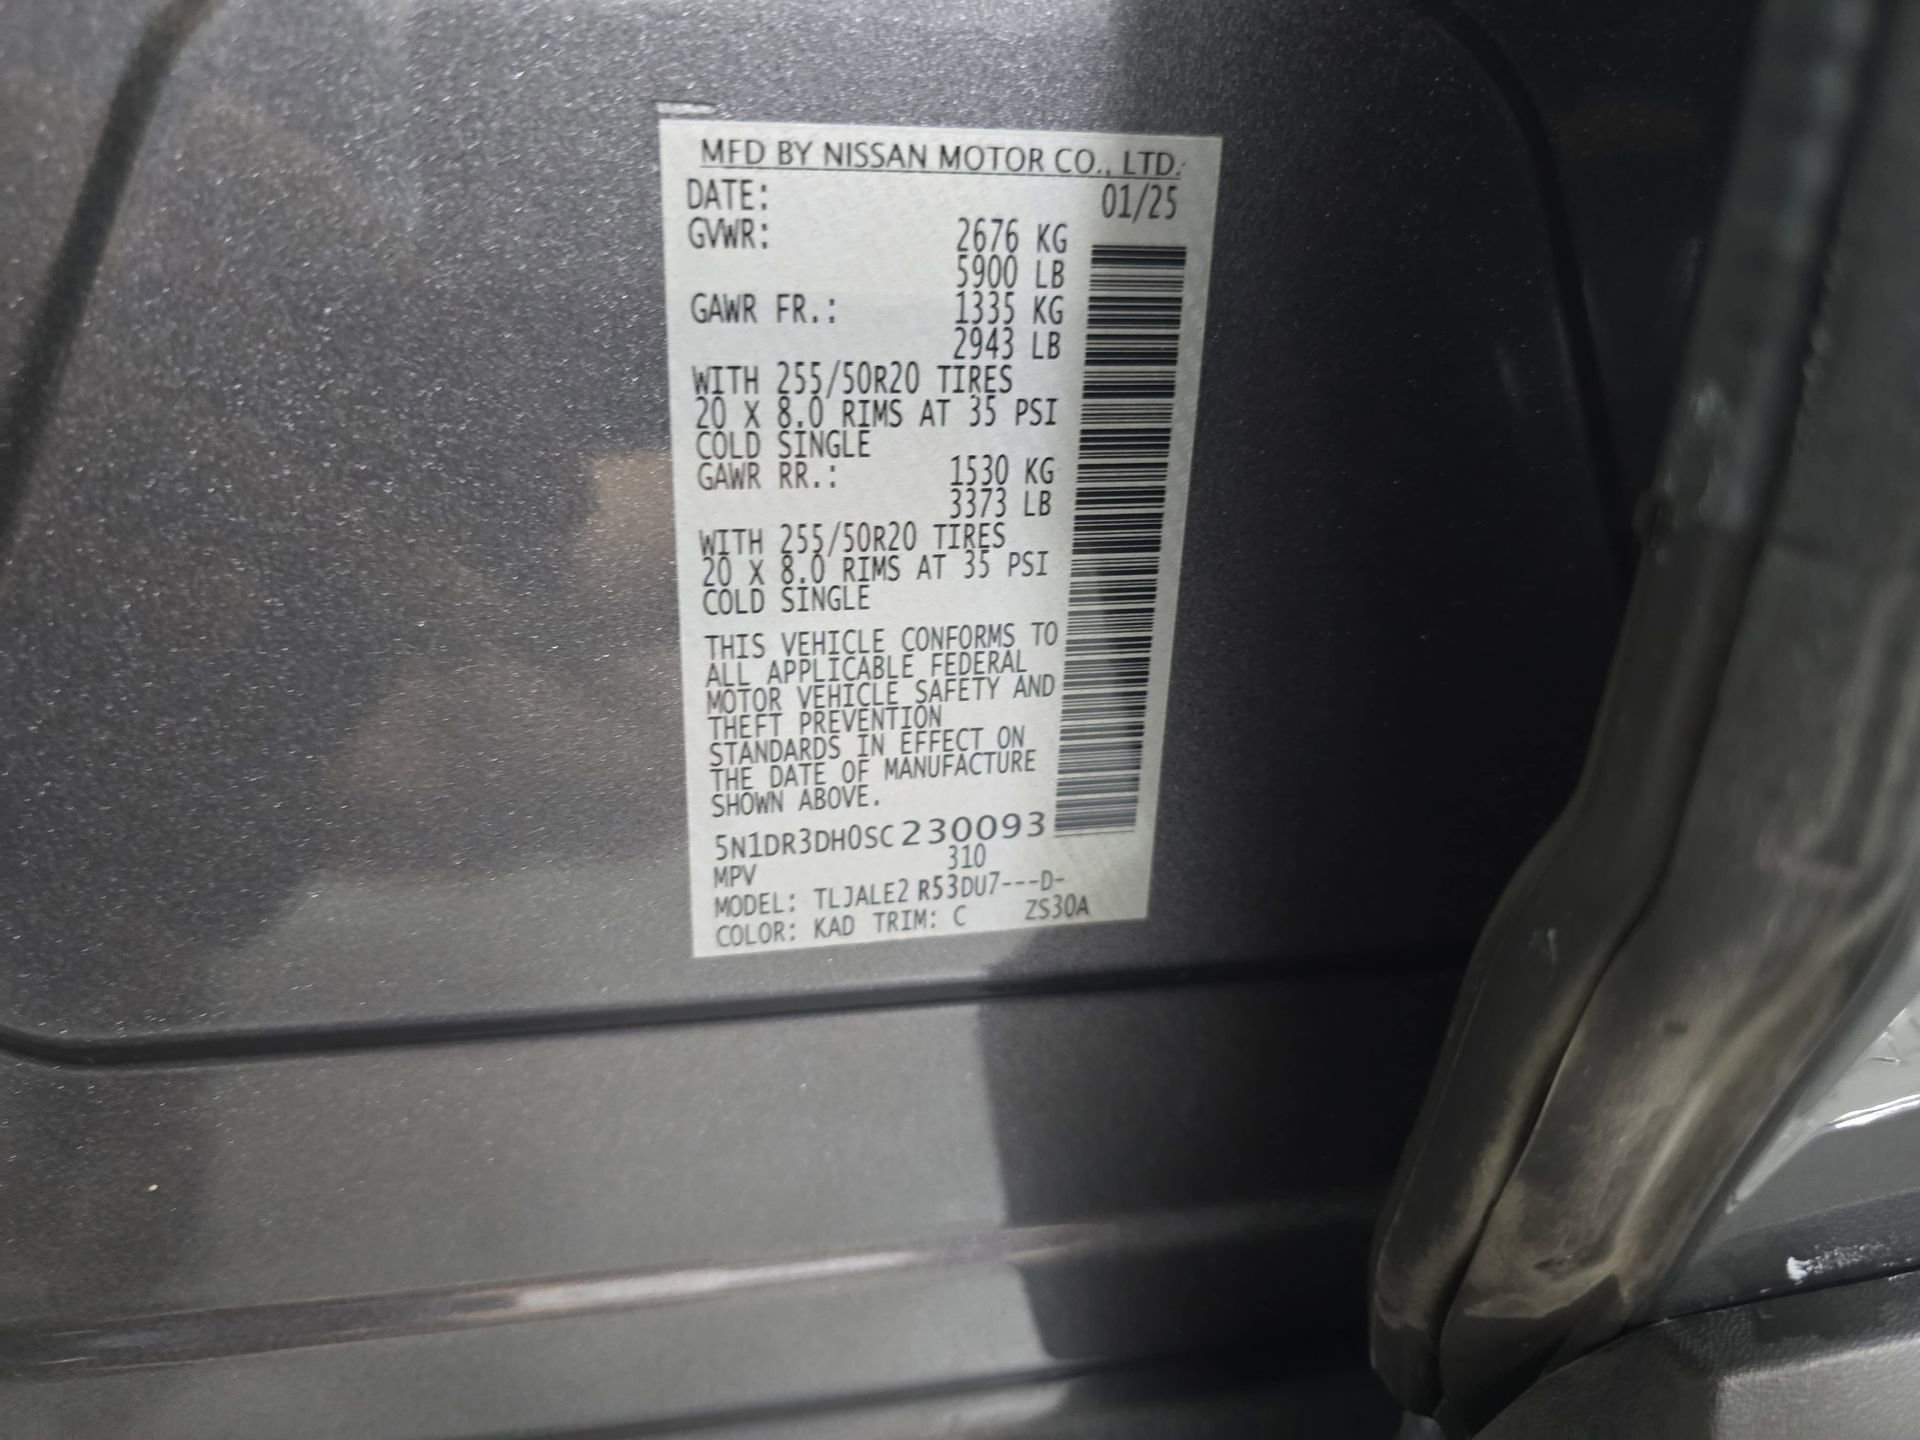 MFD BY NISSAN MOTOR CO., LTD.
DATE: 01/25
GVWR: 2676 KG
5900 LB
GAWR FR.: 1335 KG
2943 LB
WITH 255/50R20 TIRES
20 X 8.0 RIMS AT 35 PSI
COLD SINGLE
GAWR RR.: 1530 KG
3373 LB
WITH 255/50R20 TIRES
20 X 8.0 RIMS AT 35 PSI
COLD SINGLE
THIS VEHICLE CONFORMS TO
ALL APPLICABLE FEDERAL
MOTOR VEHICLE SAFETY AND
THEFT PREVENTION
STANDARDS IN EFFECT ON
THE DATE OF MANUFACTURE
SHOWN ABOVE.
5N1DR3DH0SC230093
MPV 310
MODEL: TLJALE2 R53DU7---D-
COLOR: KAD TRIM: C ZS30A